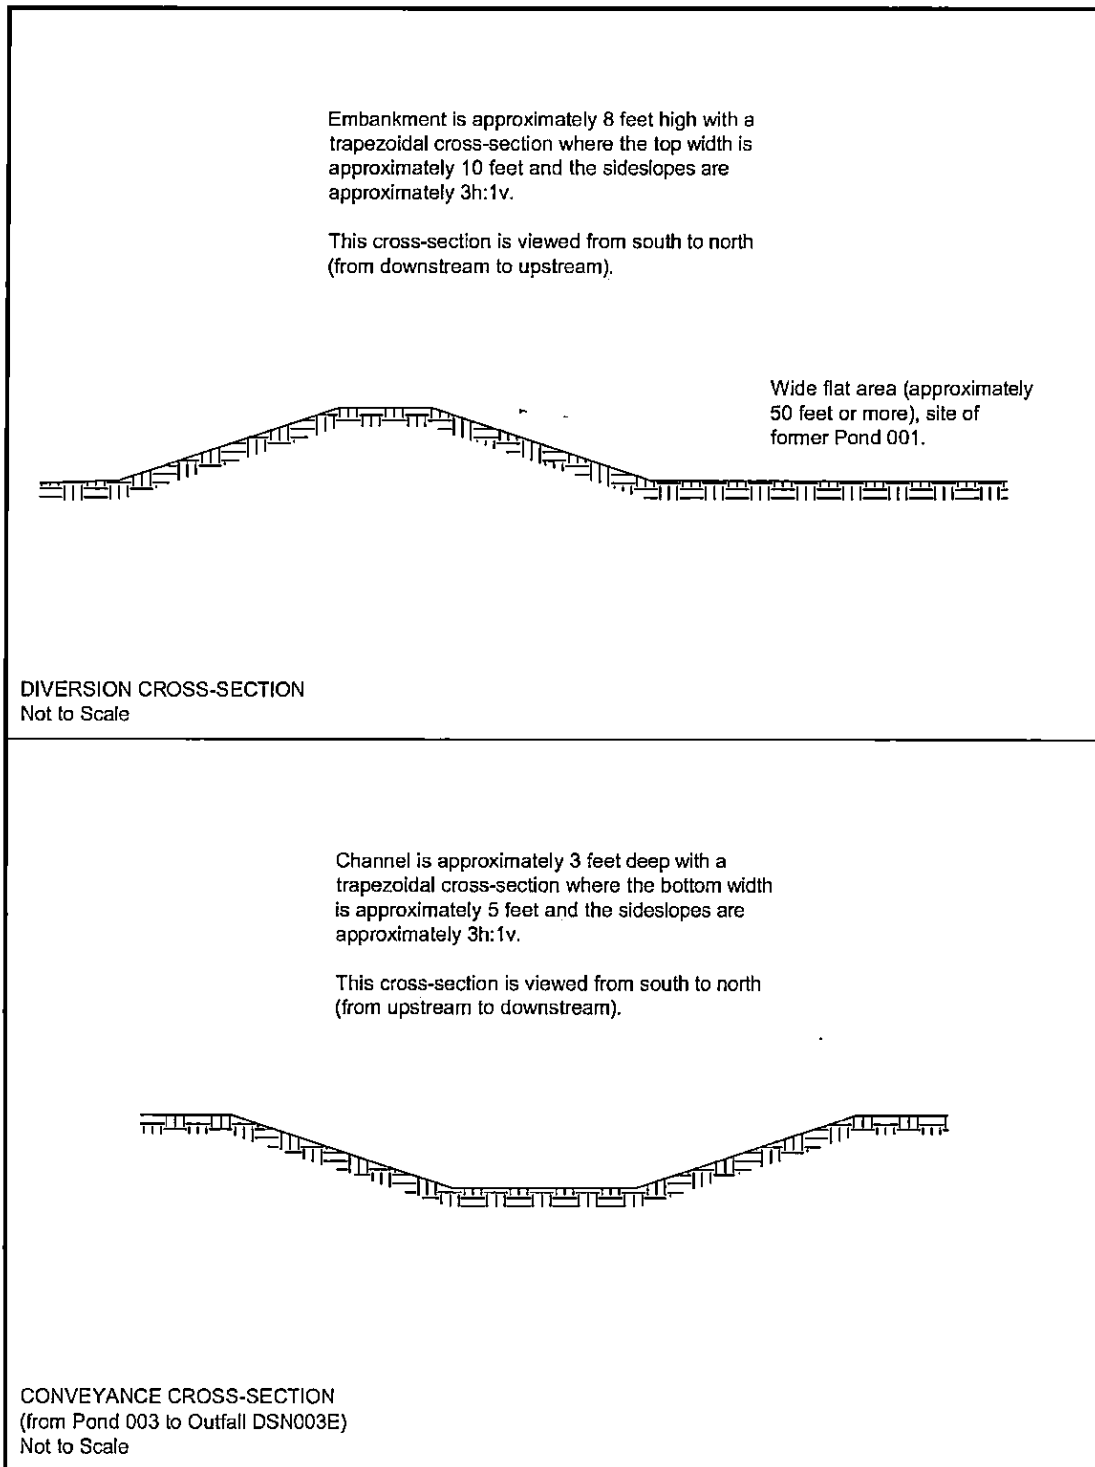 Embankment is approximately 8 feet high with a
trapezoidal cross-section where the top width is
approximately 10 feet and the sideslopes are
approximately 3h:1v.
This cross-section is viewed from south to north
(from downstream to upstream).
Wide flat area (approximately
50 feet or more), site of
former Pond 001.
DIVERSION CROSS-SECTION
Not to Scale
Channel is approximately 3 feet deep with a
trapezoidal cross-section where the bottom width
is approximately 5 feet and the sideslopes are
approximately 3h:1v.
This cross-section is viewed from south to north
(from upstream to downstream).
CONVEYANCE CROSS-SECTION
(from Pond 003 to Outfall DSN003E)
Not to Scale